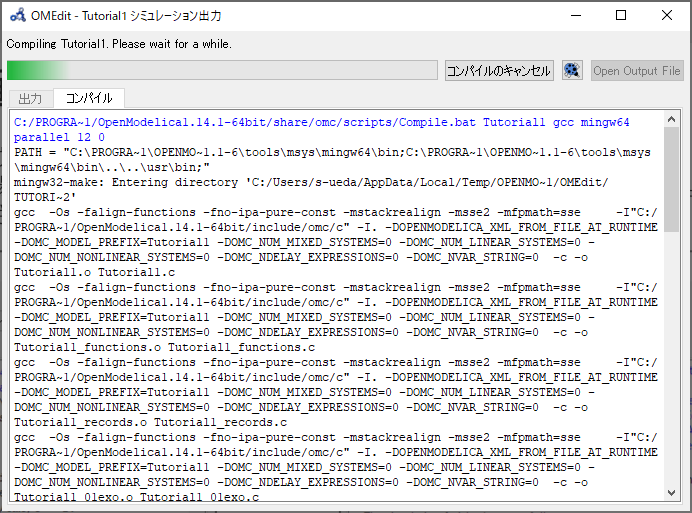 OMEdit - Tutorial1 シミュレーション出力
Compiling Tutorial1. Please wait for a while.
コンパイルのキャンセル
Open Output File
出力
コンパイル
C:/PROGRA~1/OpenModelica1.14.1-64bit/share/omc/scripts/Compile.bat Tutorial1 gcc mingw64
parallel 12 0
PATH = "C:\PROGRA~1\OPENMO~1.1-6\tools\msys\mingw64\bin;C:\PROGRA~1\OPENMO~1.1-6\tools\msys
\mingw64\bin\..\..\usr\bin;"
mingw32-make: Entering directory 'C:/Users/s-ueda/AppData/Local/Temp/OPENMO~1/OMEdit/
TUTORI~2'
gcc  -Os -falign-functions -fno-ipa-pure-const -mstackrealign -msse2 -mfpmath=sse     -I"C:/
PROGRA~1/OpenModelica1.14.1-64bit/include/omc/c" -I. -DOPENMODELICA_XML_FROM_FILE_AT_RUNTIME
-DOMC_MODEL_PREFIX=Tutorial1 -DOMC_NUM_MIXED_SYSTEMS=0 -DOMC_NUM_LINEAR_SYSTEMS=0 -
DOMC_NUM_NONLINEAR_SYSTEMS=0 -DOMC_NDELAY_EXPRESSIONS=0 -DOMC_NVAR_STRING=0  -c -o
Tutorial1.o Tutorial1.c
gcc  -Os -falign-functions -fno-ipa-pure-const -mstackrealign -msse2 -mfpmath=sse     -I"C:/
PROGRA~1/OpenModelica1.14.1-64bit/include/omc/c" -I. -DOPENMODELICA_XML_FROM_FILE_AT_RUNTIME
-DOMC_MODEL_PREFIX=Tutorial1 -DOMC_NUM_MIXED_SYSTEMS=0 -DOMC_NUM_LINEAR_SYSTEMS=0 -
DOMC_NUM_NONLINEAR_SYSTEMS=0 -DOMC_NDELAY_EXPRESSIONS=0 -DOMC_NVAR_STRING=0  -c -o
Tutorial1_functions.o Tutorial1_functions.c
gcc  -Os -falign-functions -fno-ipa-pure-const -mstackrealign -msse2 -mfpmath=sse     -I"C:/
PROGRA~1/OpenModelica1.14.1-64bit/include/omc/c" -I. -DOPENMODELICA_XML_FROM_FILE_AT_RUNTIME
-DOMC_MODEL_PREFIX=Tutorial1 -DOMC_NUM_MIXED_SYSTEMS=0 -DOMC_NUM_LINEAR_SYSTEMS=0 -
DOMC_NUM_NONLINEAR_SYSTEMS=0 -DOMC_NDELAY_EXPRESSIONS=0 -DOMC_NVAR_STRING=0  -c -o
Tutorial1_records.o Tutorial1_records.c
gcc  -Os -falign-functions -fno-ipa-pure-const -mstackrealign -msse2 -mfpmath=sse     -I"C:/
PROGRA~1/OpenModelica1.14.1-64bit/include/omc/c" -I. -DOPENMODELICA_XML_FROM_FILE_AT_RUNTIME
-DOMC_MODEL_PREFIX=Tutorial1 -DOMC_NUM_MIXED_SYSTEMS=0 -DOMC_NUM_LINEAR_SYSTEMS=0 -
DOMC_NUM_NONLINEAR_SYSTEMS=0 -DOMC_NDELAY_EXPRESSIONS=0 -DOMC_NVAR_STRING=0  -c -o
Tutorial1_01exo.o Tutorial1_01exo.c